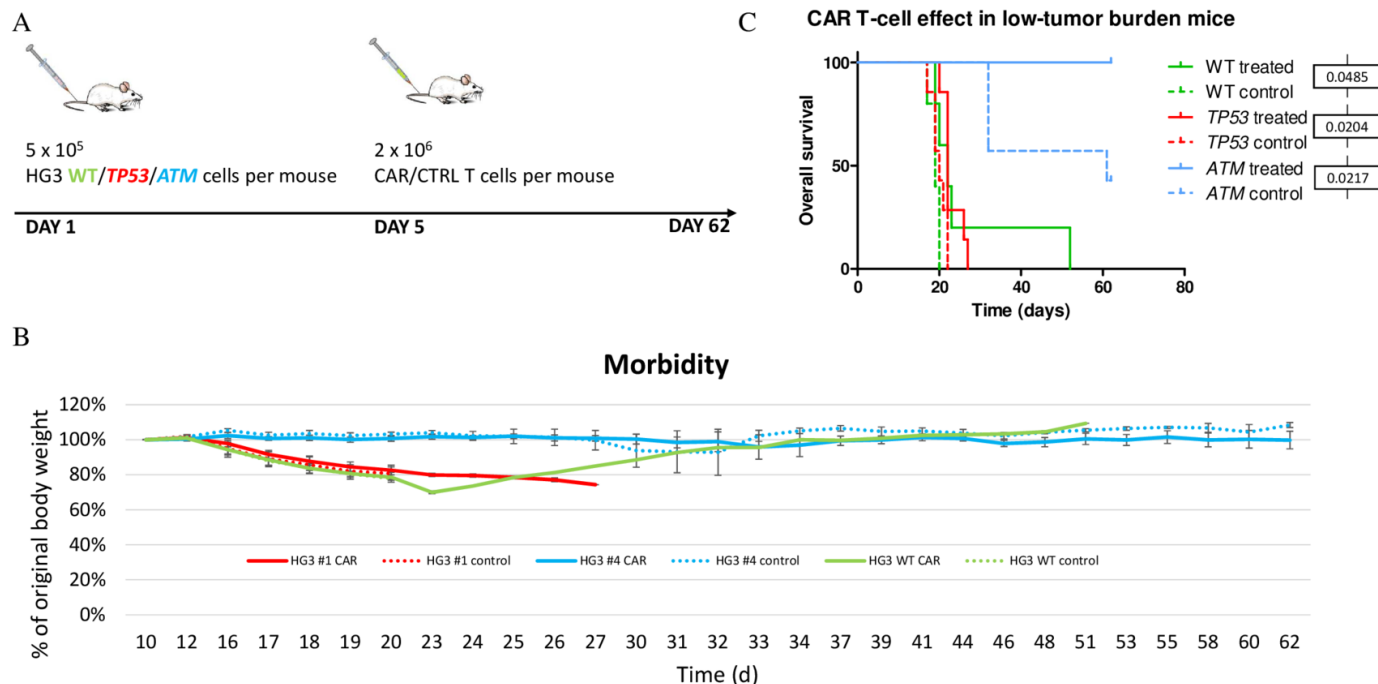 A
5 x 10⁵
HG3 WT/TP53/ATM cells per mouse
2 x 10⁶
CAR/CTRL T cells per mouse
DAY 1
DAY 5
DAY 62
C
CAR T-cell effect in low-tumor burden mice
Overall survival
100
50
0
0 20 40 60 80
Time (days)
WT treated
WT control
TP53 treated
TP53 control
ATM treated
ATM control
0.0485
0.0204
0.0217
B
Morbidity
% of original body weight
120%
100%
80%
60%
40%
20%
0%
HG3 #1 CAR HG3 #1 control HG3 #4 CAR HG3 #4 control HG3 WT CAR HG3 WT control
10 12 16 17 18 19 20 23 24 25 26 27 30 31 32 33 34 37 39 41 44 46 48 51 53 55 58 60 62
Time (d)